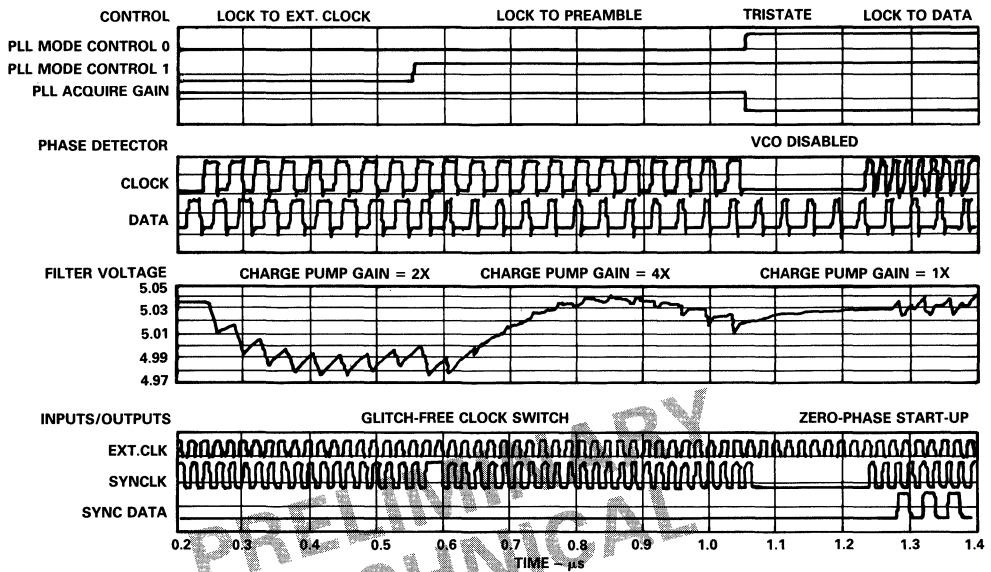 CONTROL LOCK TO EXT. CLOCK LOCK TO PREAMBLE TRISTATE LOCK TO DATA
PLL MODE CONTROL 0
PLL MODE CONTROL 1
PLL ACQUIRE GAIN
PHASE DETECTOR VCO DISABLED
CLOCK
DATA
FILTER VOLTAGE CHARGE PUMP GAIN = 2X CHARGE PUMP GAIN = 4X CHARGE PUMP GAIN = 1X
5.05
5.03
5.01
4.99
4.97
INPUTS/OUTPUTS GLITCH-FREE CLOCK SWITCH ZERO-PHASE START-UP
EXT.CLK
SYNCLK
SYNC DATA
0.2 0.3 0.4 0.5 0.6 0.7 0.8 0.9 1.0 1.1 1.2 1.3 1.4
TIME – μs
PRELIMINARY
TECHNICAL